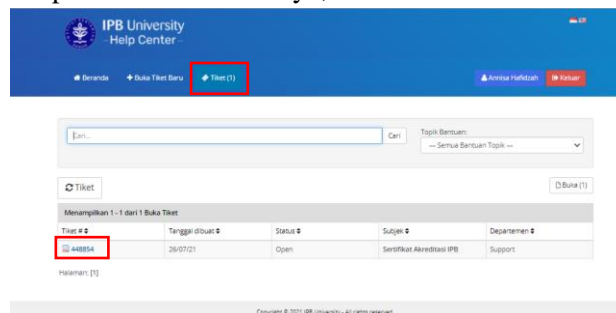 IPB University
Help Center
Beranda
Buka Tiket Baru
Tiket (1)
Annisa Hafidzah
Keluar
Cari...
Cari
Topik Bantuan:
— Semua Bantuan Topik —
Tiket
Buka (1)
Menampilkan 1 - 1 dari 1 Buka Tiket
Tiket # Tanggal dibuat Status Subjek Departemen
448854 26/07/21 Open Sertifikat Akreditasi IPB Support
Halaman: [1]
Copyright © 2021 IPB University - All rights reserved.